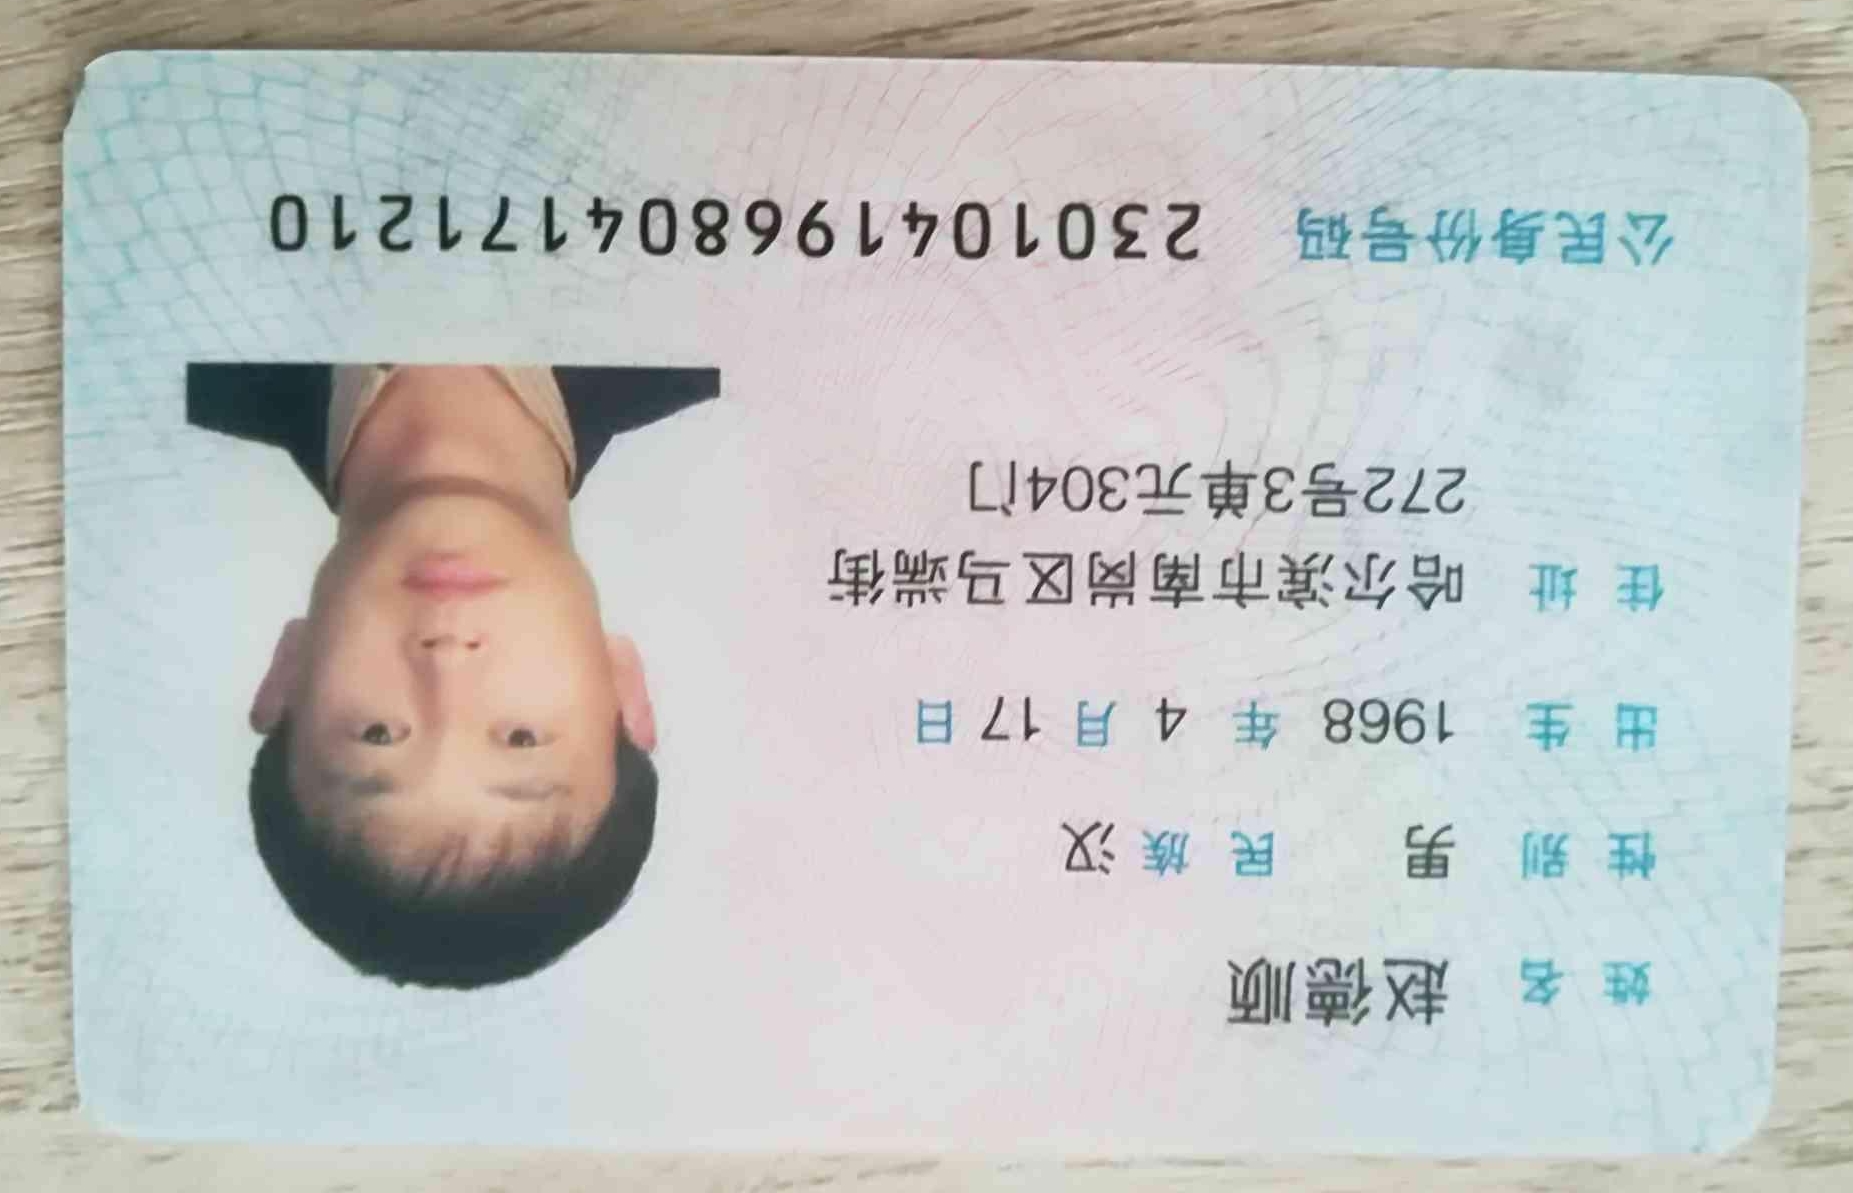 姓名 赵德顺
性别 男 民族 汉
出生 1968 年 4 月 17 日
住址 哈尔滨市南岗区马端街
272号3单元304门
公民身份号码 230104196804171210